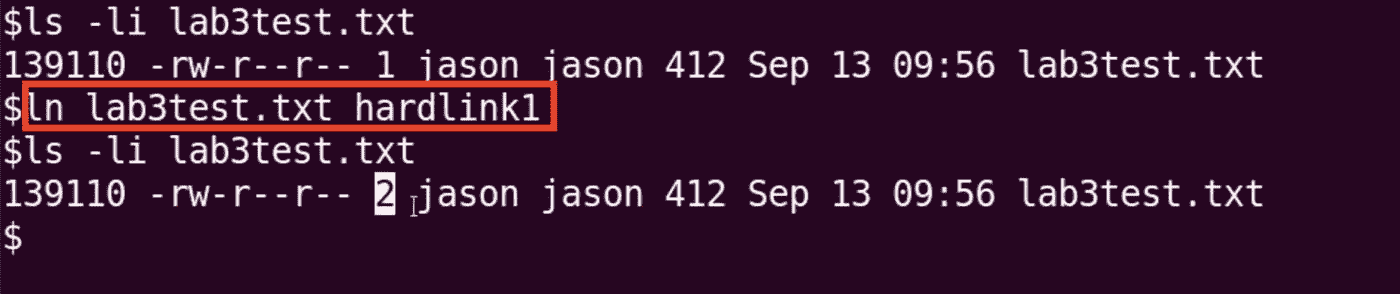 $ls -li lab3test.txt
139110 -rw-r--r-- 1 jason jason 412 Sep 13 09:56 lab3test.txt
$ln lab3test.txt hardlink1
$ls -li lab3test.txt
139110 -rw-r--r-- 2 jason jason 412 Sep 13 09:56 lab3test.txt
$